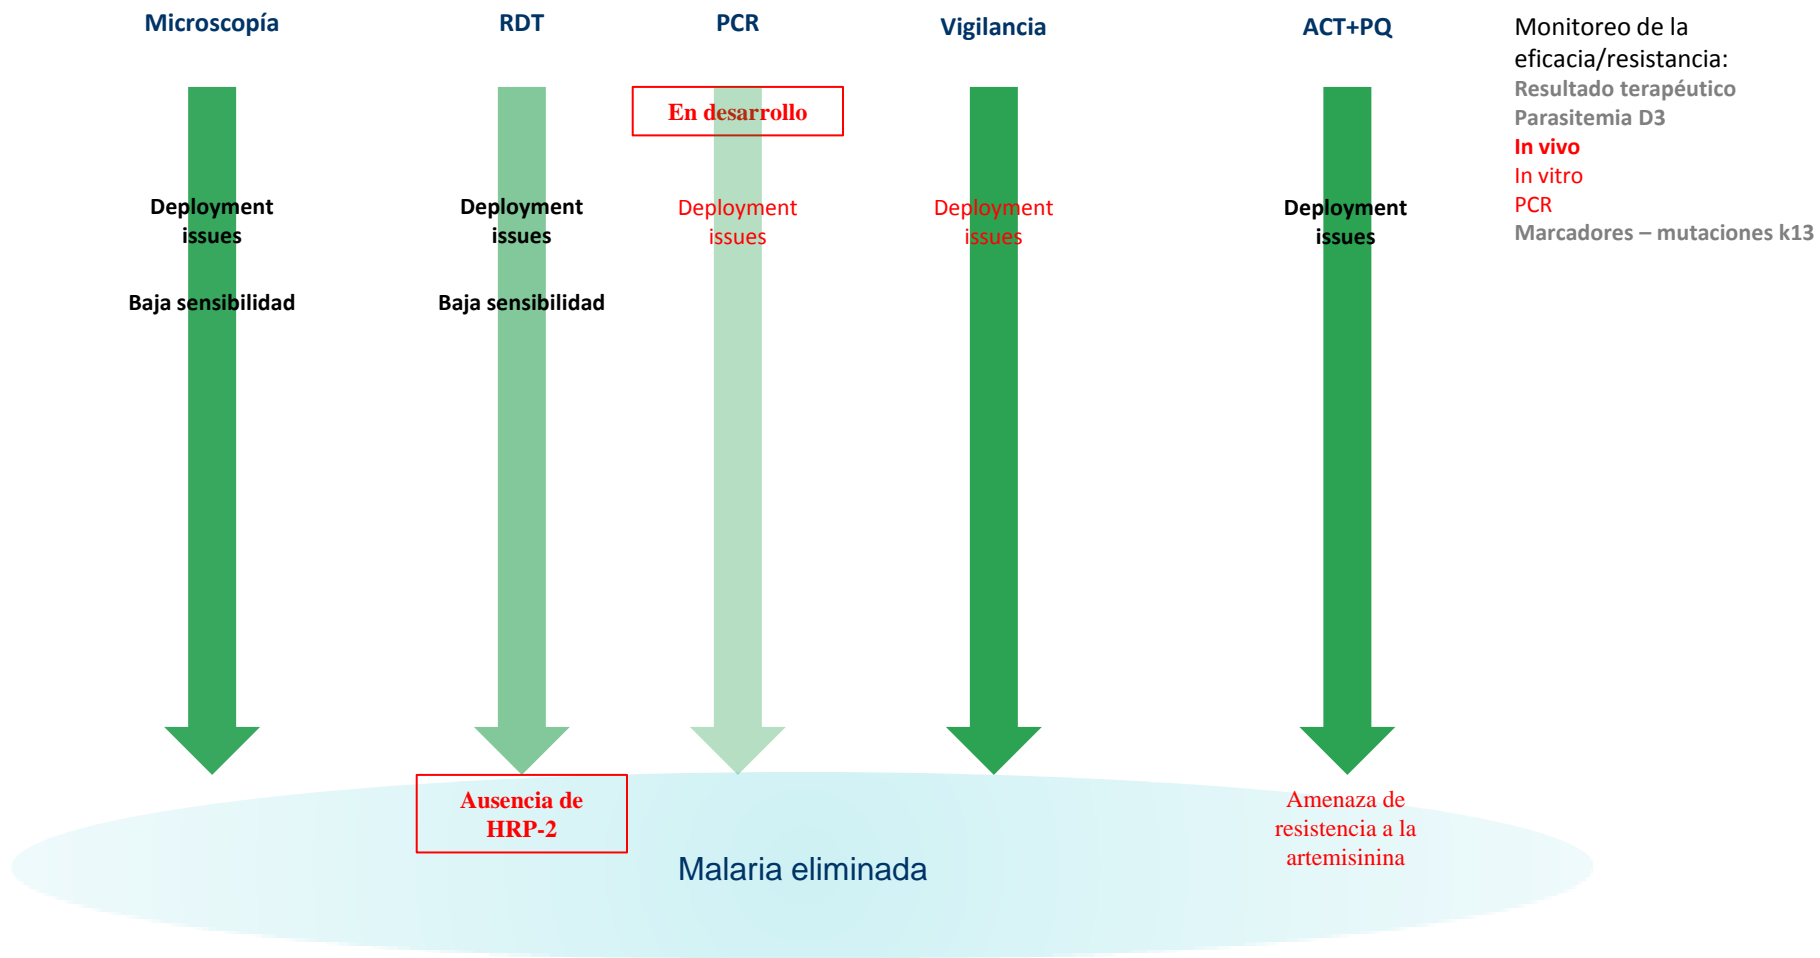 Microscopía
RDT
PCR
Vigilancia
ACT+PQ
Monitoreo de la
eficacia/resistancia:
Resultado terapéutico
Parasitemia D3
In vivo
In vitro
PCR
Marcadores – mutaciones k13
En desarrollo
Deployment
issues
Deployment
issues
Deployment
issues
Deployment
issues
Deployment
issues
Baja sensibilidad
Baja sensibilidad
Ausencia de
HRP-2
Amenaza de
resistencia a la
artemisinina
Malaria eliminada